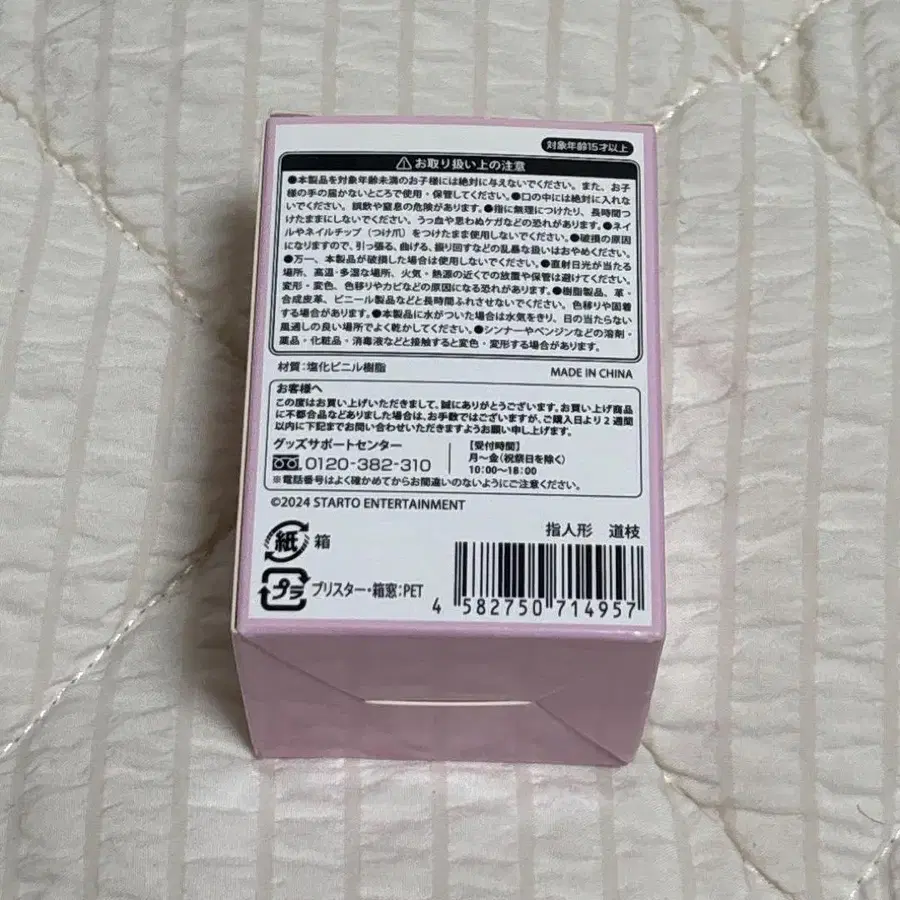 対象年齢15才以上
⚠お取り扱い上の注意
●本製品を対象年齢未満のお子様には絶対に与えないでください。また、お子
様の手の届かないところで使用・保管してください。●口の中には絶対に入れ
ないでください。誤飲や窒息の危険があります。●指に無理につけたり、長時間つ
けたままにしないでください。うっ血や思わぬケガなどの恐れがあります。●ネイ
ルやネイルチップ（つけ爪）をつけたまま使用しないでください。●破損の原因
になりますので、引っ張る、曲げる、振り回すなどの乱暴な扱いはおやめください。
●万一、本製品が破損した場合は使用しないでください。●直射日光が当たる
場所、高温・多湿な場所、火気・熱源の近くでの放置や保管は避けてください。
変形・変色、色移りやカビなどの原因になる恐れがあります。●樹脂製品、革・
合成皮革、ビニール製品などと長時間ふれさせないでください。色移りや固着
する場合があります。●本製品に水がついた場合は水気をきり、日の当たらない
風通しの良い場所でよく乾かしてください。●シンナーやベンジンなどの溶剤・
薬品・化粧品・消毒液などと接触すると変色・変形する場合があります。
材質：塩化ビニル樹脂 MADE IN CHINA
お客様へ
この度はお買い上げいただきまして、誠にありがとうございます。お買い上げ商品
に不都合品などありました場合は、お手数ではございますが、ご購入日より2週間
以内に下記までお問い合わせいただきますようお願い申し上げます。
グッズサポートセンター
0120-382-310
【受付時間】
月～金（祝祭日を除く）
10:00～18:00
※電話番号はよく確かめてからお間違いのないようにご注意ください。
©2024 STARTO ENTERTAINMENT
紙 箱
指人形 道枝
プラ ブリスター・箱窓：PET
4 582750 714957